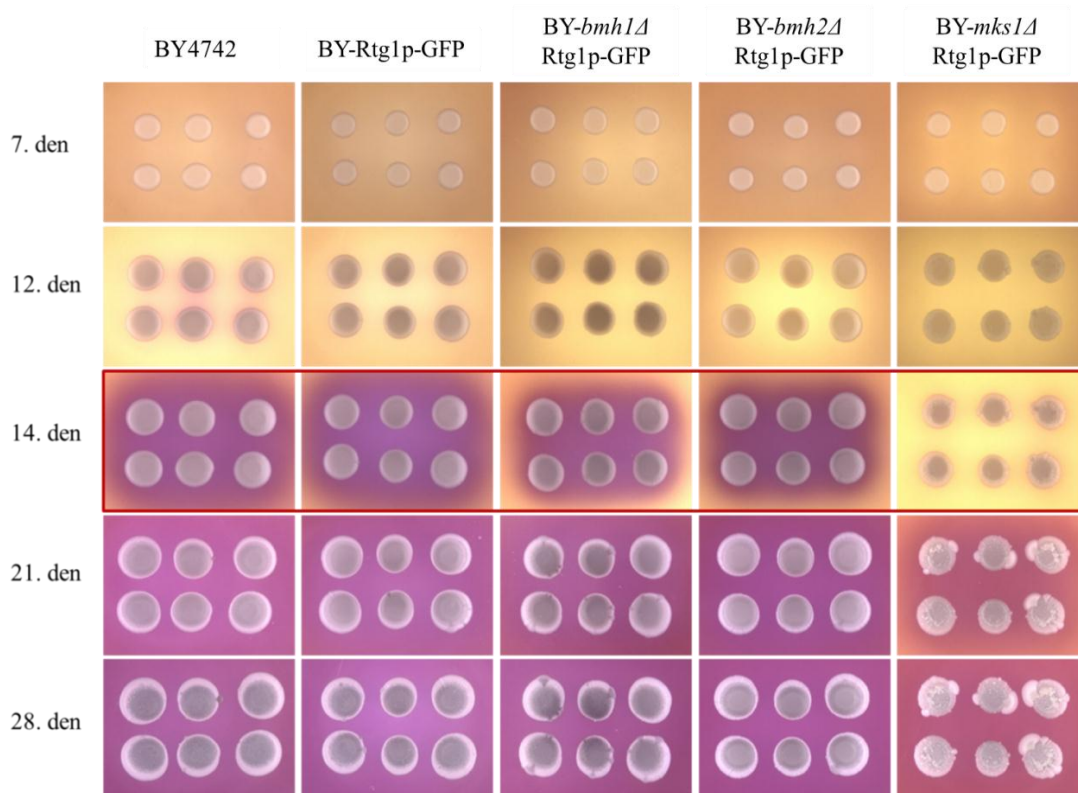 BY4742
BY-Rtg1p-GFP
BY-bmh1Δ
Rtg1p-GFP
BY-bmh2Δ
Rtg1p-GFP
BY-mks1Δ
Rtg1p-GFP
7. den
12. den
14. den
21. den
28. den